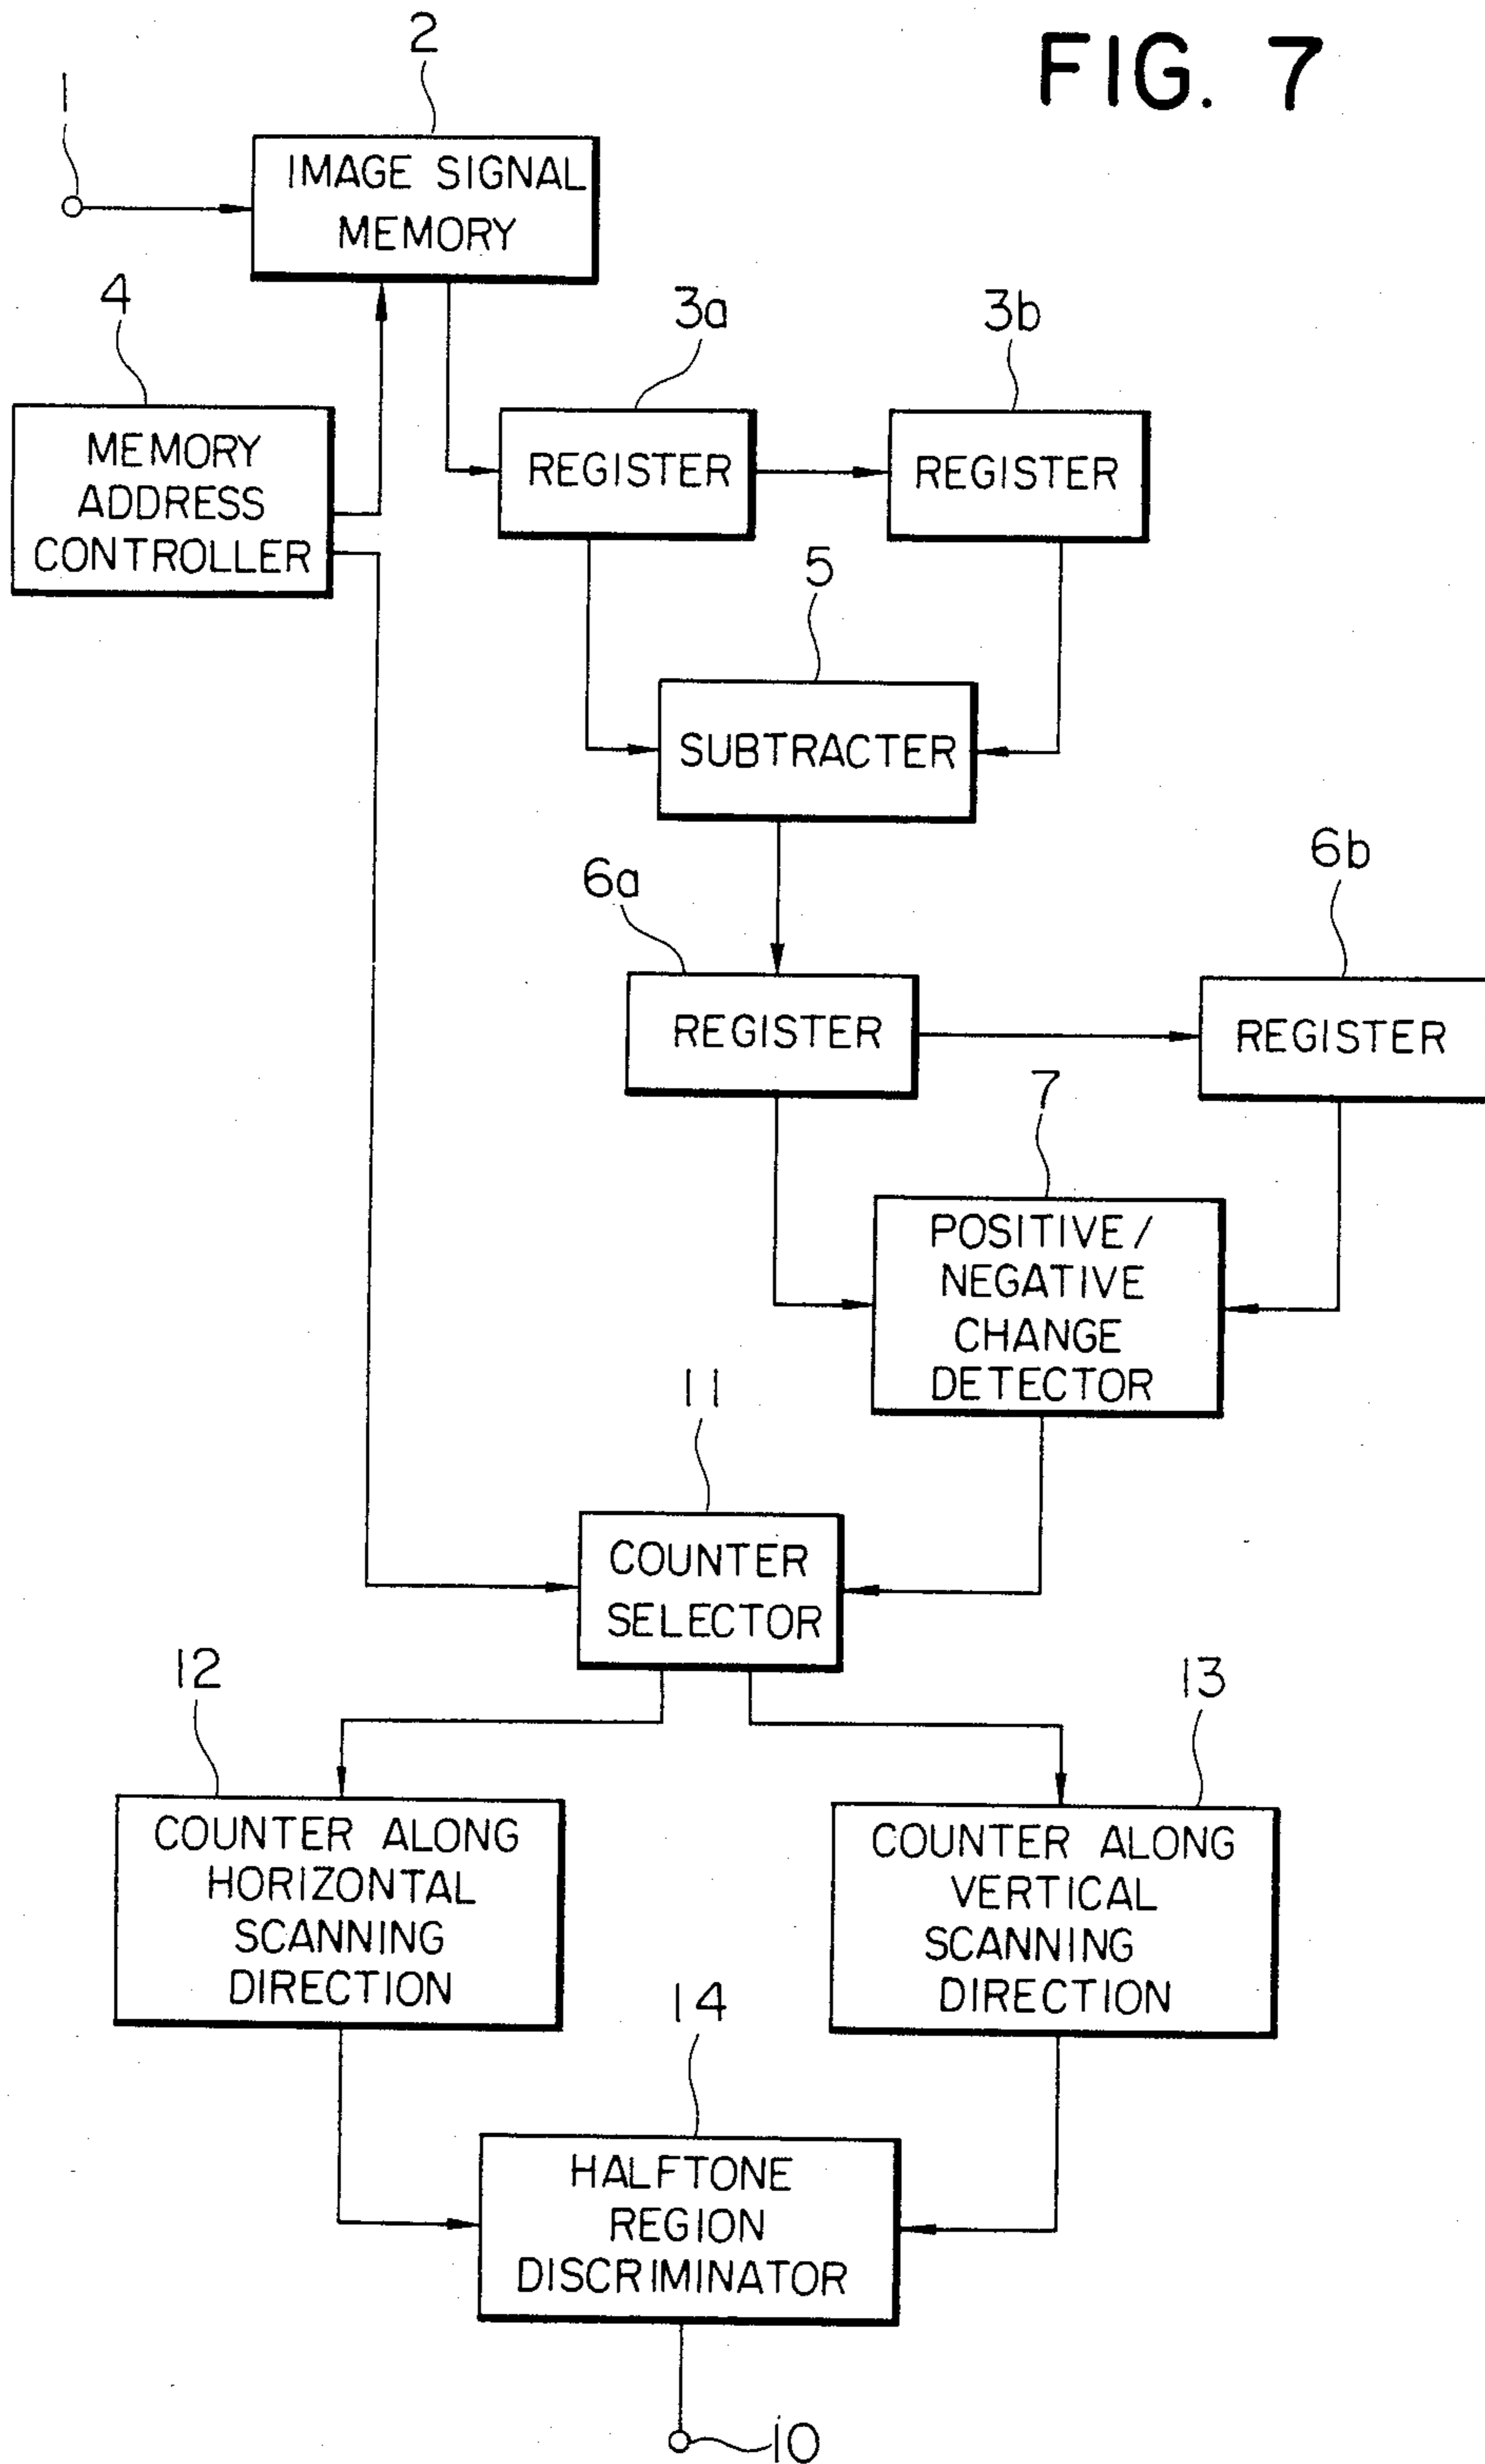 FIG. 7
1
2
IMAGE SIGNAL
MEMORY
4
MEMORY
ADDRESS
CONTROLLER
3a
REGISTER
3b
REGISTER
5
SUBTRACTER
6a
REGISTER
6b
REGISTER
7
POSITIVE/
NEGATIVE
CHANGE
DETECTOR
11
COUNTER
SELECTOR
12
COUNTER ALONG
HORIZONTAL
SCANNING
DIRECTION
13
COUNTER ALONG
VERTICAL
SCANNING
DIRECTION
14
HALFTONE
REGION
DISCRIMINATOR
10